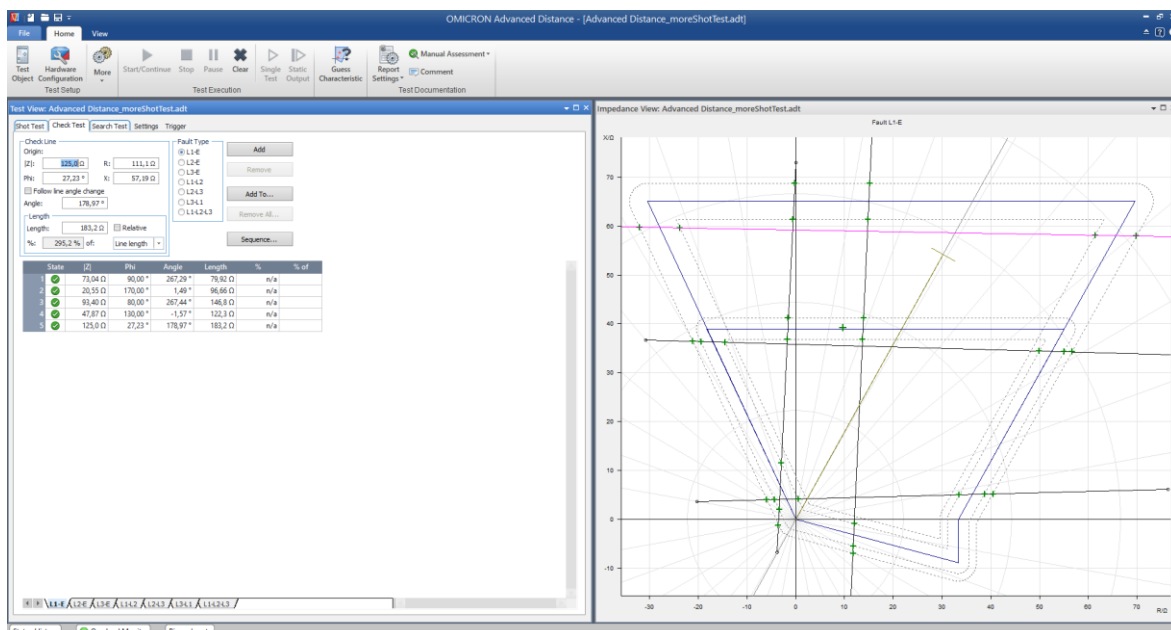 OMICRON Advanced Distance - [Advanced Distance_moreShotTest.adt]
File Home View
Test Object
Hardware Configuration
More
Start/Continue Stop Pause Clear
Single Test
Static Output
Guess Characteristic
Report Settings
Manual Assessment
Comment
Test Setup
Test Execution
Test Documentation
Test View: Advanced Distance_moreShotTest.adt
Shot Test Check Test Search Test Settings Trigger
Check Line
Origin:
|Z|: 125,0 Ω R: 111,1 Ω
Phi: 27,23 ° X: 57,19 Ω
Follow line angle change
Angle: 178,97 °
Length
Length: 183,2 Ω Relative
%: 295,2 % of: Line length
Fault Type
L1-E
L2-E
L3-E
L1-L2
L2-L3
L3-L1
L1-L2-L3
Add
Remove
Add To...
Remove All...
Sequence...
State |Z| Phi Angle Length % % of
1 73,04 Ω 90,00 ° 267,29 ° 79,92 Ω n/a
2 20,55 Ω 170,00 ° 1,49 ° 96,66 Ω n/a
3 93,40 Ω 80,00 ° 267,44 ° 146,8 Ω n/a
4 47,87 Ω 130,00 ° -1,57 ° 122,3 Ω n/a
5 125,0 Ω 27,23 ° 178,97 ° 183,2 Ω n/a
L1-E L2-E L3-E L1-L2 L2-L3 L3-L1 L1-L2-L3
Impedance View: Advanced Distance_moreShotTest.adt
Fault L1-E
X/Ω
70
60
50
40
30
20
10
0
-10
-30 -20 -10 0 10 20 30 40 50 60 70
R/Ω